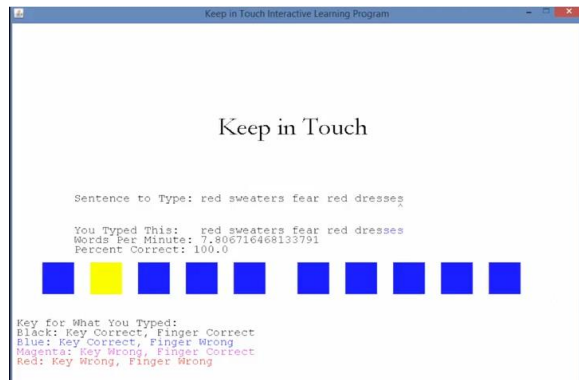 Keep in Touch Interactive Learning Program
Keep in Touch
Sentence to Type: red sweaters fear red dresses
^
You Typed This: red sweaters fear red dresses
Words Per Minute: 7.806716468133791
Percent Correct: 100.0
Key for What You Typed:
Black: Key Correct, Finger Correct
Blue: Key Correct, Finger Wrong
Magenta: Key Wrong, Finger Correct
Red: Key Wrong, Finger Wrong